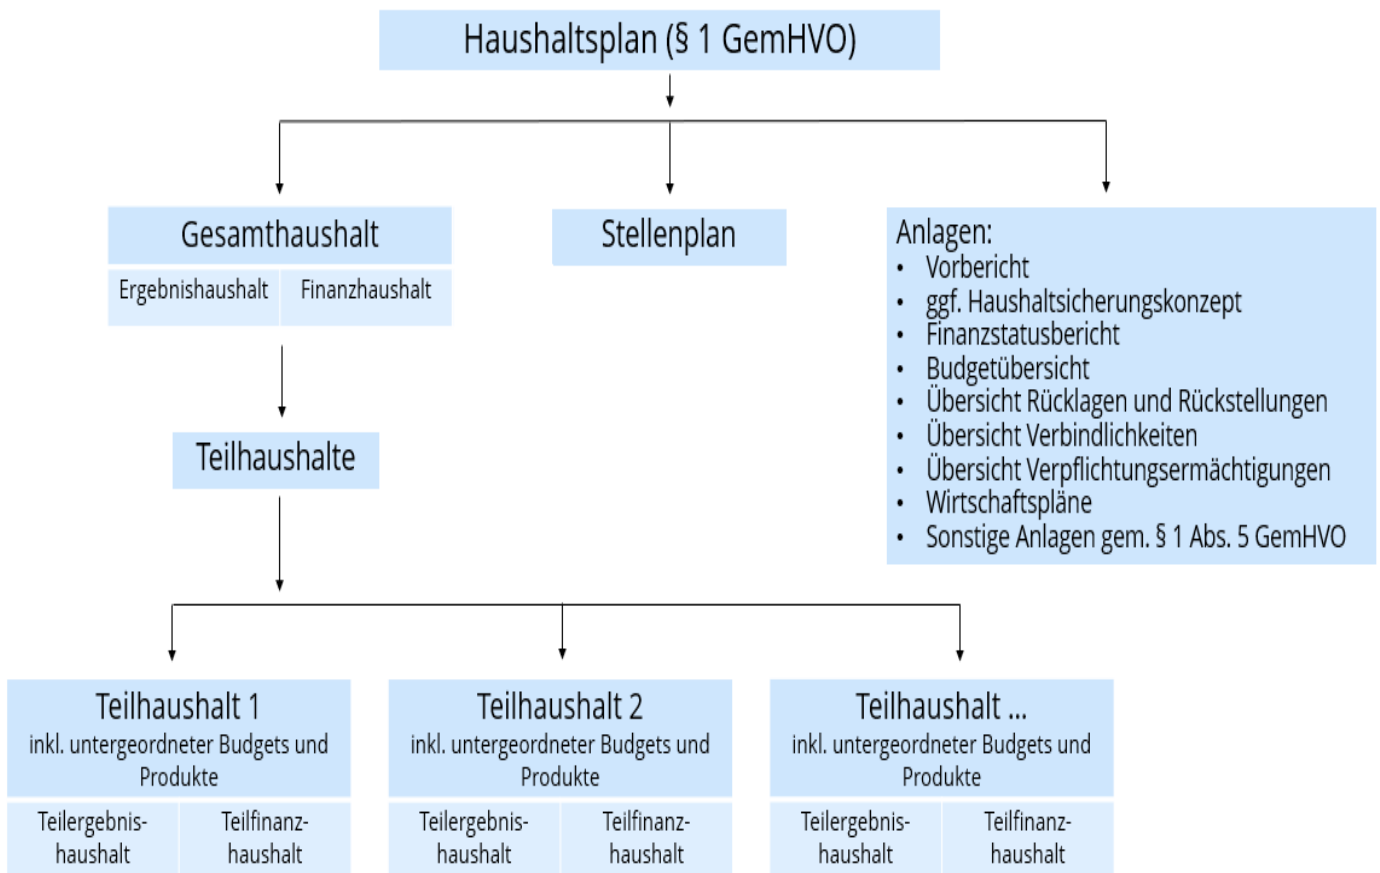 Haushaltsplan (§ 1 GemHVO)
Gesamthaushalt
Ergebnishaushalt
Finanzhaushalt
Stellenplan
Anlagen:
• Vorbericht
• ggf. Haushaltsicherungskonzept
• Finanzstatusbericht
• Budgetübersicht
• Übersicht Rücklagen und Rückstellungen
• Übersicht Verbindlichkeiten
• Übersicht Verpflichtungsermächtigungen
• Wirtschaftspläne
• Sonstige Anlagen gem. § 1 Abs. 5 GemHVO
Teilhaushalte
Teilhaushalt 1
inkl. untergeordneter Budgets und
Produkte
Teilergebnis-
haushalt
Teilfinanz-
haushalt
Teilhaushalt 2
inkl. untergeordneter Budgets und
Produkte
Teilergebnis-
haushalt
Teilfinanz-
haushalt
Teilhaushalt ...
inkl. untergeordneter Budgets und
Produkte
Teilergebnis-
haushalt
Teilfinanz-
haushalt